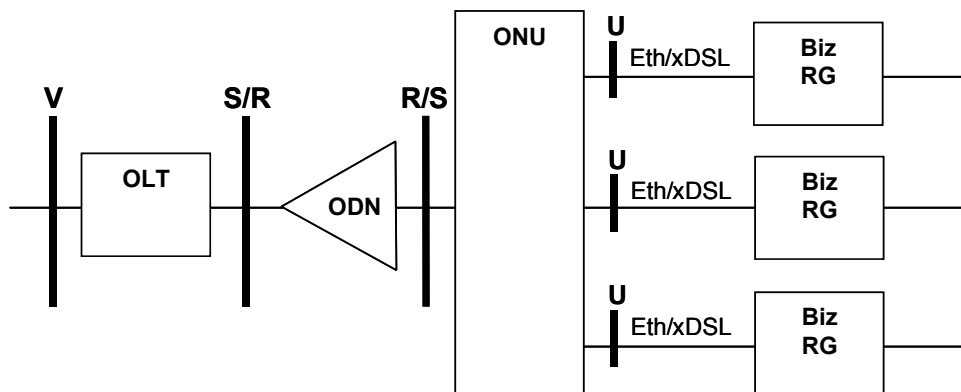 ONU
U
Eth/xDSL
Biz
RG
V
S/R
R/S
OLT
ODN
U
Eth/xDSL
Biz
RG
U
Eth/xDSL
Biz
RG